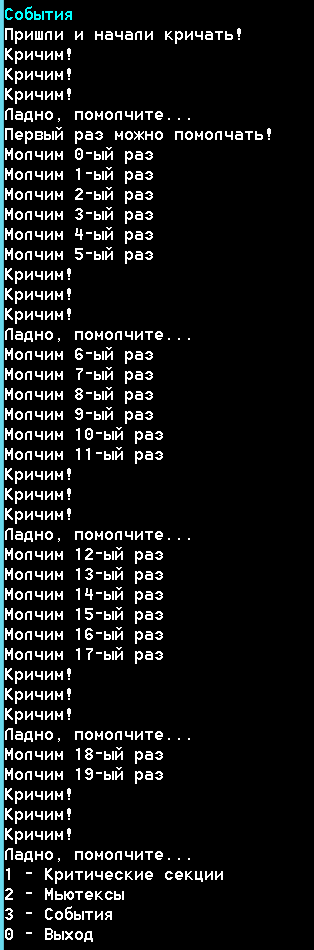 События
Пришли и начали кричать!
Кричим!
Кричим!
Кричим!
Ладно, помолчите...
Первый раз можно помолчать!
Молчим 0-ый раз
Молчим 1-ый раз
Молчим 2-ый раз
Молчим 3-ый раз
Молчим 4-ый раз
Молчим 5-ый раз
Кричим!
Кричим!
Кричим!
Ладно, помолчите...
Молчим 6-ый раз
Молчим 7-ый раз
Молчим 8-ый раз
Молчим 9-ый раз
Молчим 10-ый раз
Молчим 11-ый раз
Кричим!
Кричим!
Кричим!
Ладно, помолчите...
Молчим 12-ый раз
Молчим 13-ый раз
Молчим 14-ый раз
Молчим 15-ый раз
Молчим 16-ый раз
Молчим 17-ый раз
Кричим!
Кричим!
Кричим!
Ладно, помолчите...
Молчим 18-ый раз
Молчим 19-ый раз
Кричим!
Кричим!
Кричим!
Ладно, помолчите...
1 - Критические секции
2 - Мьютексы
3 - События
0 - Выход